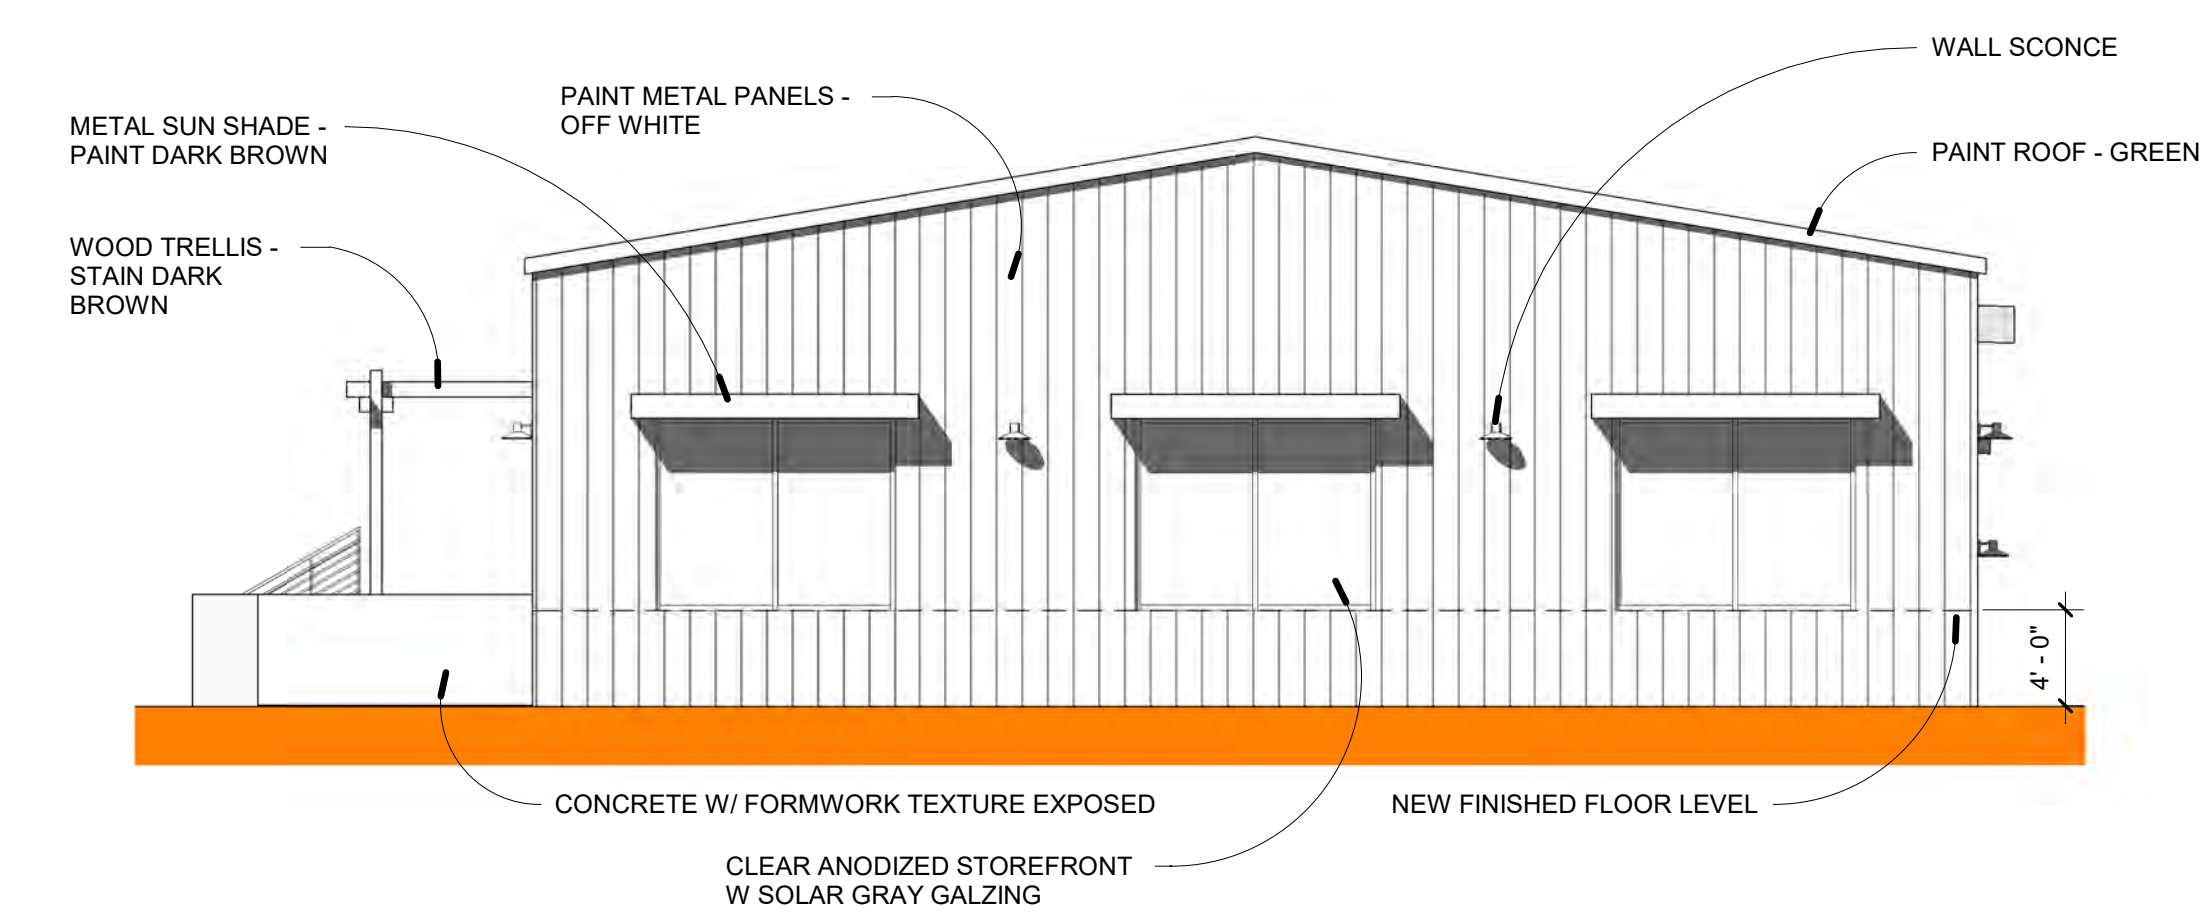 WALL SCONCE
PAINT METAL PANELS -
OFF WHITE
METAL SUN SHADE -
PAINT DARK BROWN
PAINT ROOF - GREEN
WOOD TRELLIS -
STAIN DARK
BROWN
4' - 0"
CONCRETE W/ FORMWORK TEXTURE EXPOSED
NEW FINISHED FLOOR LEVEL
CLEAR ANODIZED STOREFRONT
W SOLAR GRAY GALZING